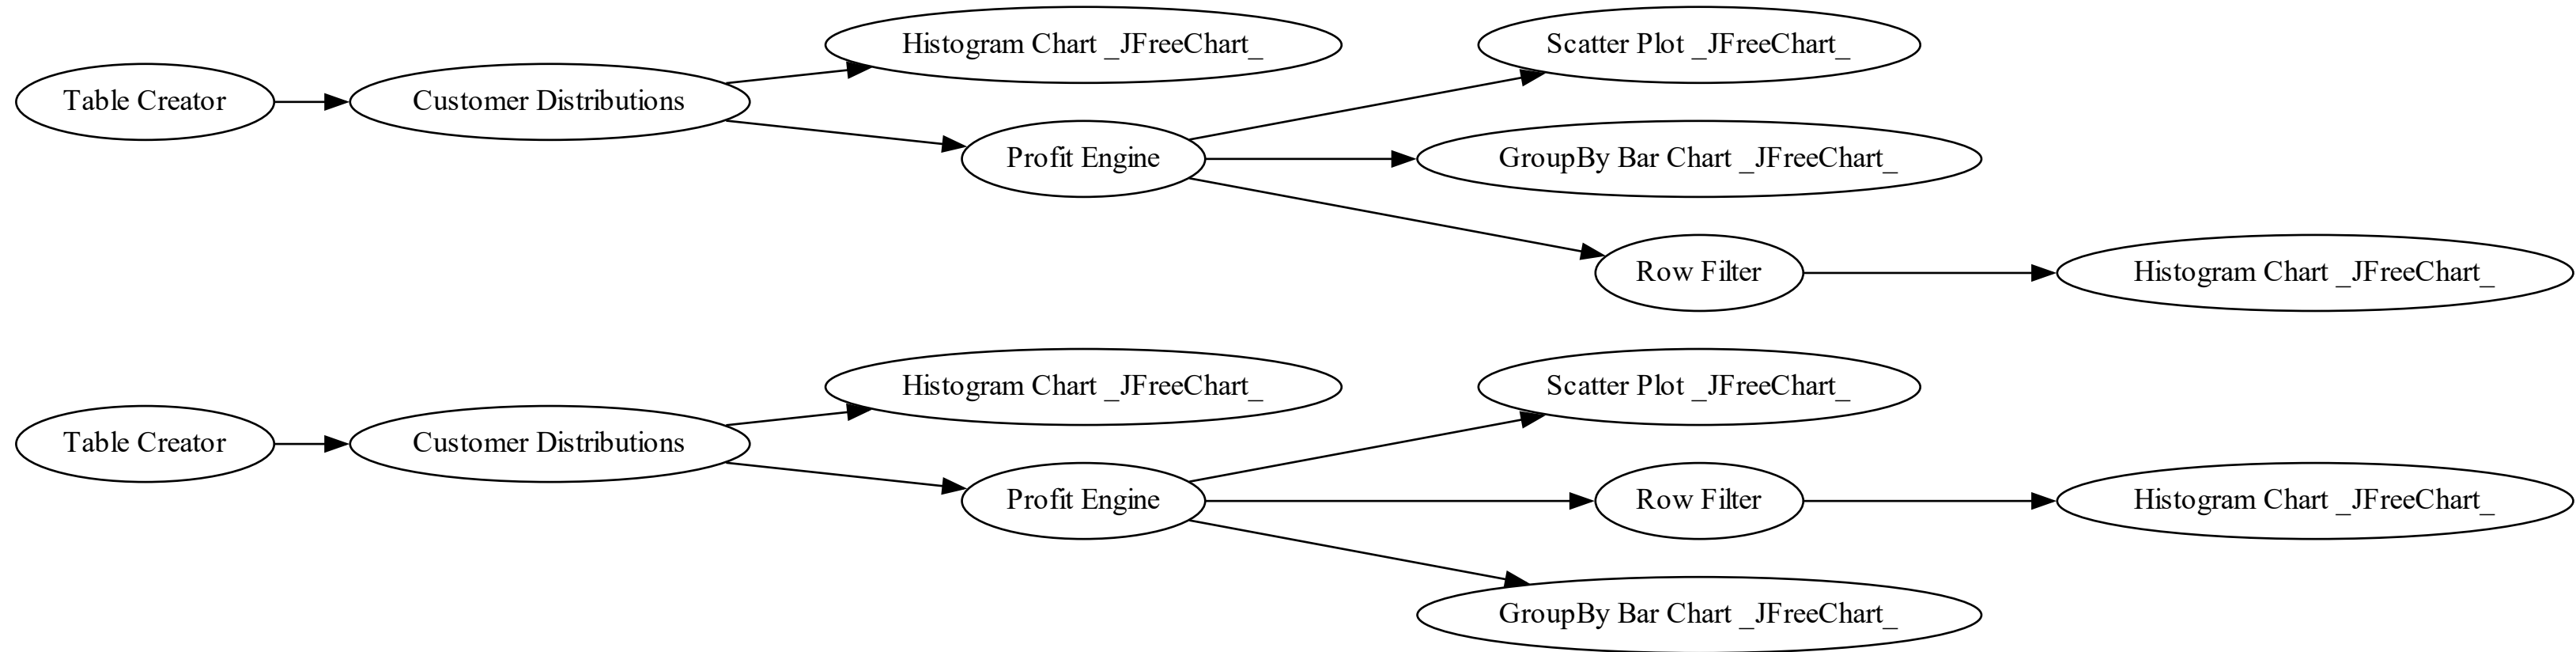 Histogram Chart _JFreeChart_
Scatter Plot _JFreeChart_
Table Creator
Customer Distributions
Profit Engine
GroupBy Bar Chart _JFreeChart_
Row Filter
Histogram Chart _JFreeChart_
Histogram Chart _JFreeChart_
Scatter Plot _JFreeChart_
Table Creator
Customer Distributions
Profit Engine
Row Filter
Histogram Chart _JFreeChart_
GroupBy Bar Chart _JFreeChart_